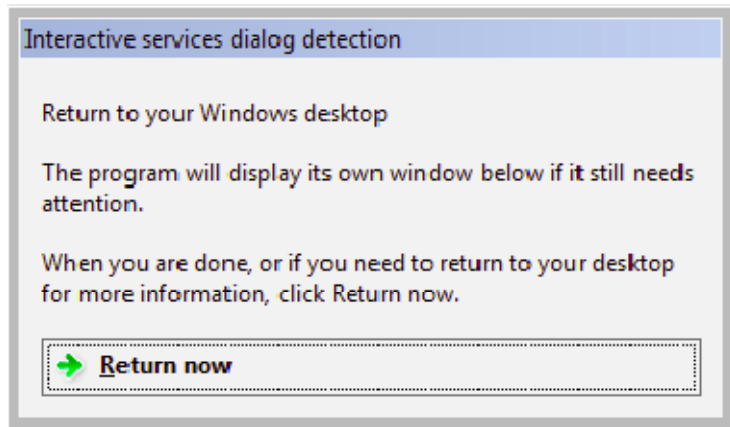 Interactive services dialog detection
Return to your Windows desktop
The program will display its own window below if it still needs
attention.
When you are done, or if you need to return to your desktop
for more information, click Return now.
Return now